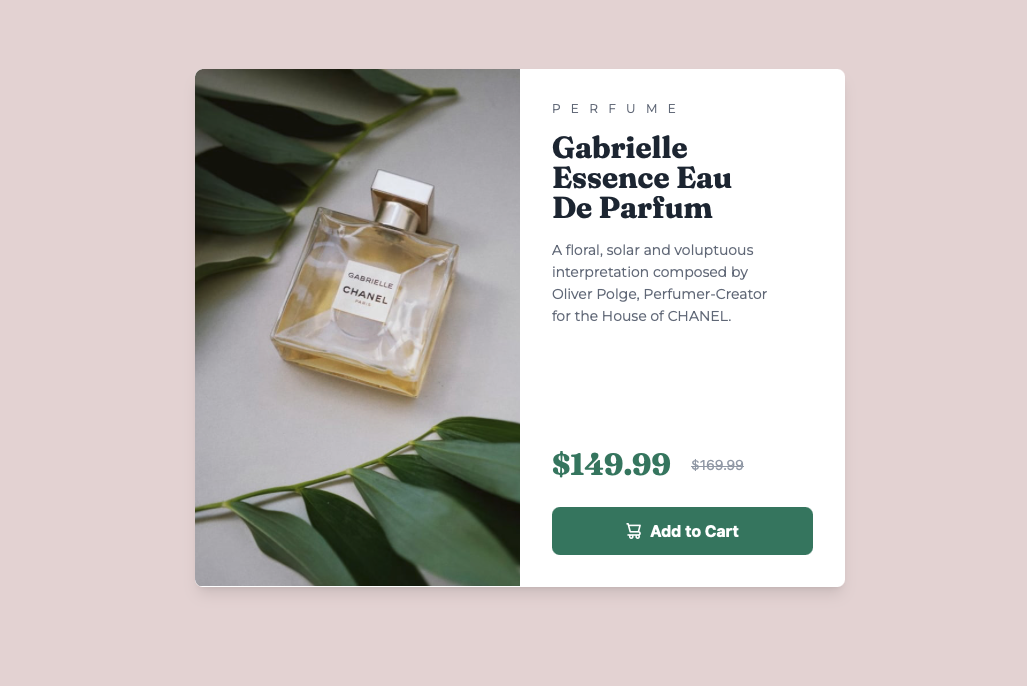 GABRIELLE
CHANEL
PARIS
PERFUME
Gabrielle
Essence Eau
De Parfum
A floral, solar and voluptuous
interpretation composed by
Oliver Polge, Perfumer-Creator
for the House of CHANEL.
$149.99 $169.99
Add to Cart